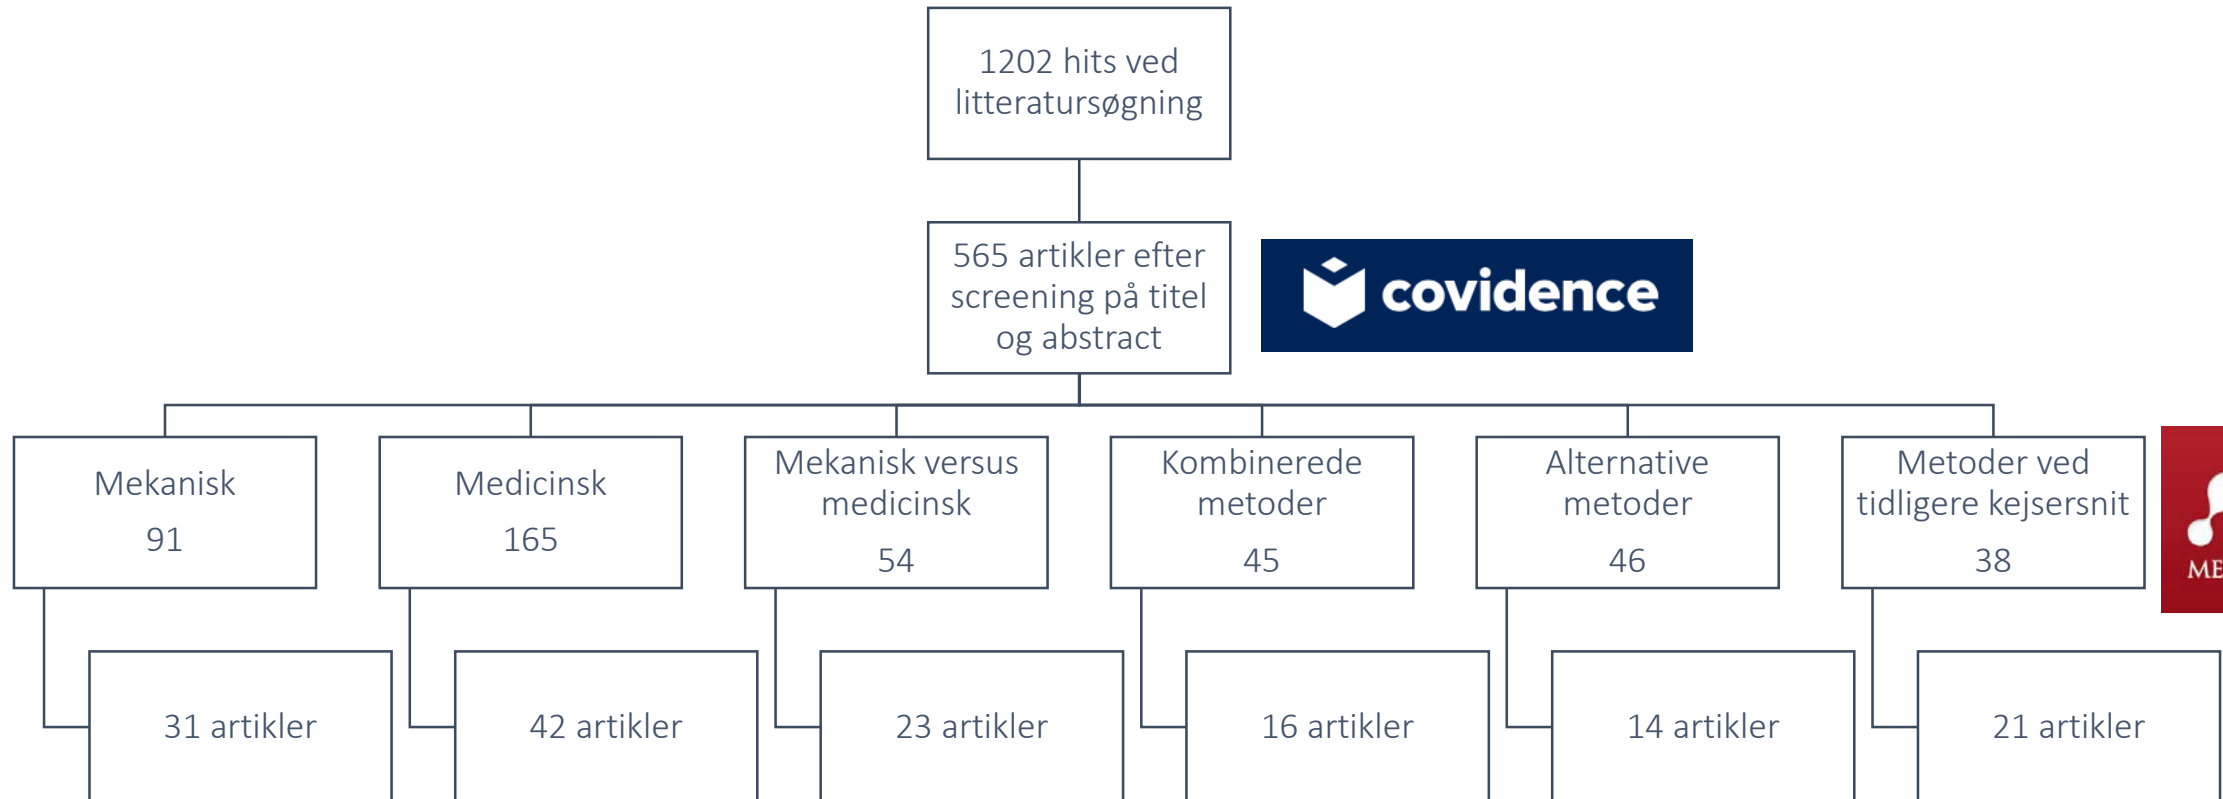 1202 hits ved
litteratursøgning
565 artikler efter
screening på titel
og abstract
covidence
Mekanisk
91
Medicinsk
165
Mekanisk versus
medicinsk
54
Kombinerede
metoder
45
Alternative
metoder
46
Metoder ved
tidligere kejsersnit
38
ME
31 artikler
42 artikler
23 artikler
16 artikler
14 artikler
21 artikler